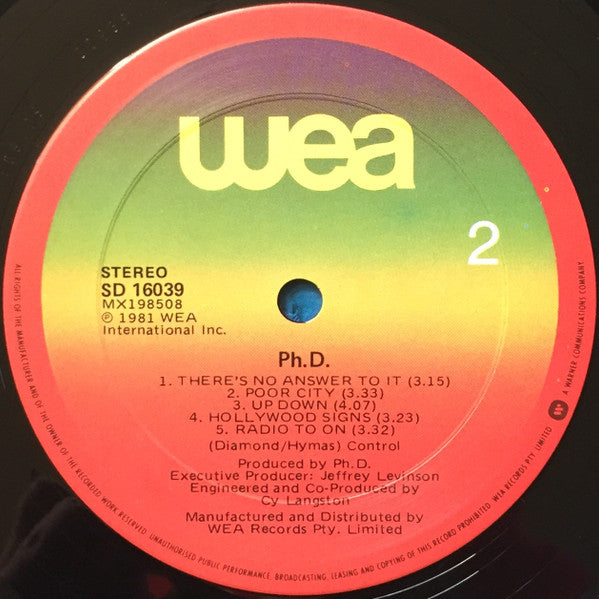 wea
2
STEREO
SD 16039
MX198508
℗ 1981 WEA
International Inc.
Ph.D.
1. THERE'S NO ANSWER TO IT (3.15)
2. POOR CITY (3.33)
3. UP DOWN (4.07)
4. HOLLYWOOD SIGNS (3.23)
5. RADIO TO ON (3.32)
(Diamond/Hymas) Control
Produced by Ph.D.
Executive Producer: Jeffrey Levinson
Engineered and Co-Produced by
Cy Langston
Manufactured and Distributed by
WEA Records Pty. Limited
ALL RIGHTS OF THE MANUFACTURER AND OF THE OWNER OF THE RECORDED WORK RESERVED. UNAUTHORISED PUBLIC PERFORMANCE, BROADCASTING, LEASING AND COPYING OF THIS RECORD PROHIBITED. WEA RECORDS PTY. LIMITED
A WARNER COMMUNICATIONS COMPANY